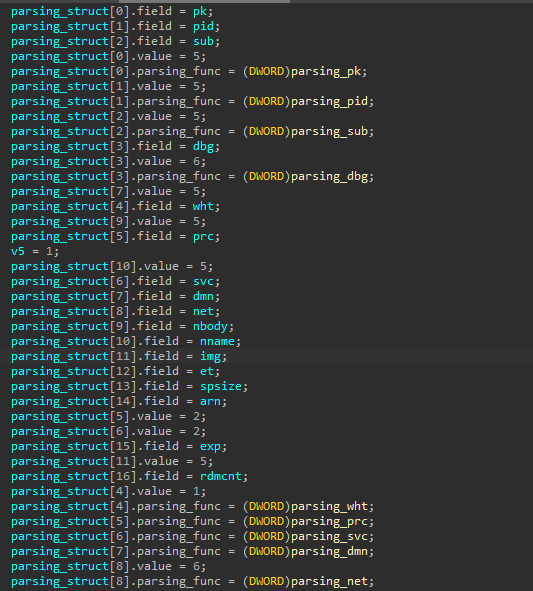 parsing_struct[0].field = pk;
parsing_struct[1].field = pid;
parsing_struct[2].field = sub;
parsing_struct[0].value = 5;
parsing_struct[0].parsing_func = (DWORD)parsing_pk;
parsing_struct[1].value = 5;
parsing_struct[1].parsing_func = (DWORD)parsing_pid;
parsing_struct[2].value = 5;
parsing_struct[2].parsing_func = (DWORD)parsing_sub;
parsing_struct[3].field = dbg;
parsing_struct[3].value = 6;
parsing_struct[3].parsing_func = (DWORD)parsing_dbg;
parsing_struct[7].value = 5;
parsing_struct[4].field = wht;
parsing_struct[9].value = 5;
parsing_struct[5].field = prc;
v5 = 1;
parsing_struct[10].value = 5;
parsing_struct[6].field = svc;
parsing_struct[7].field = dmn;
parsing_struct[8].field = net;
parsing_struct[9].field = nbody;
parsing_struct[10].field = nname;
parsing_struct[11].field = img;
parsing_struct[12].field = et;
parsing_struct[13].field = spsize;
parsing_struct[14].field = arn;
parsing_struct[5].value = 2;
parsing_struct[6].value = 2;
parsing_struct[15].field = exp;
parsing_struct[11].value = 5;
parsing_struct[16].field = rdmcnt;
parsing_struct[4].value = 1;
parsing_struct[4].parsing_func = (DWORD)parsing_wht;
parsing_struct[5].parsing_func = (DWORD)parsing_prc;
parsing_struct[6].parsing_func = (DWORD)parsing_svc;
parsing_struct[7].parsing_func = (DWORD)parsing_dmn;
parsing_struct[8].value = 6;
parsing_struct[8].parsing_func = (DWORD)parsing_net;